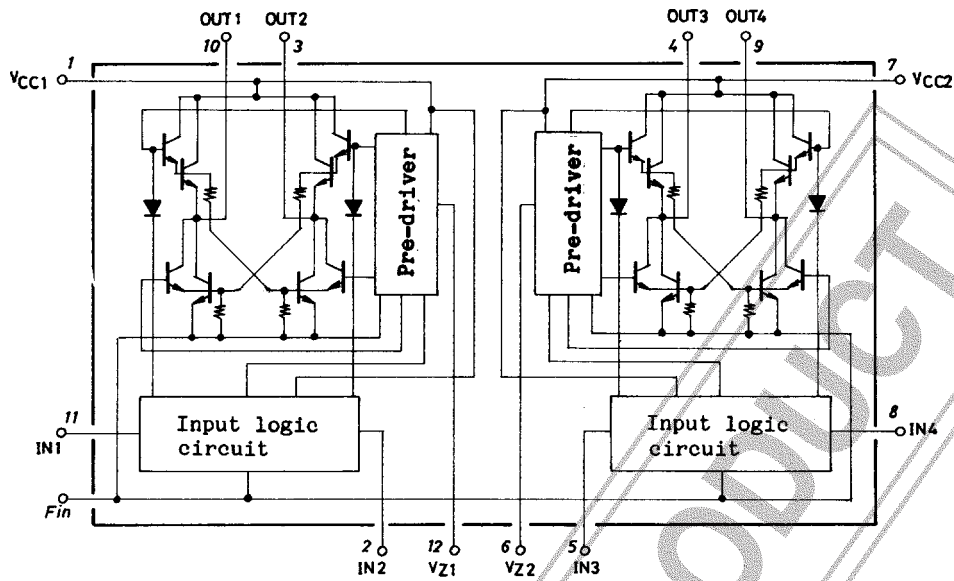 OUT1 OUT2 OUT3 OUT4
10 3 4 9
1 7
VCC1 VCC2
Pre-driver
Pre-driver
11 8
Input logic circuit
Input logic circuit
IN1 IN4
Fin
2 12 6 5
IN2 VZ1 VZ2 IN3
ODUCT